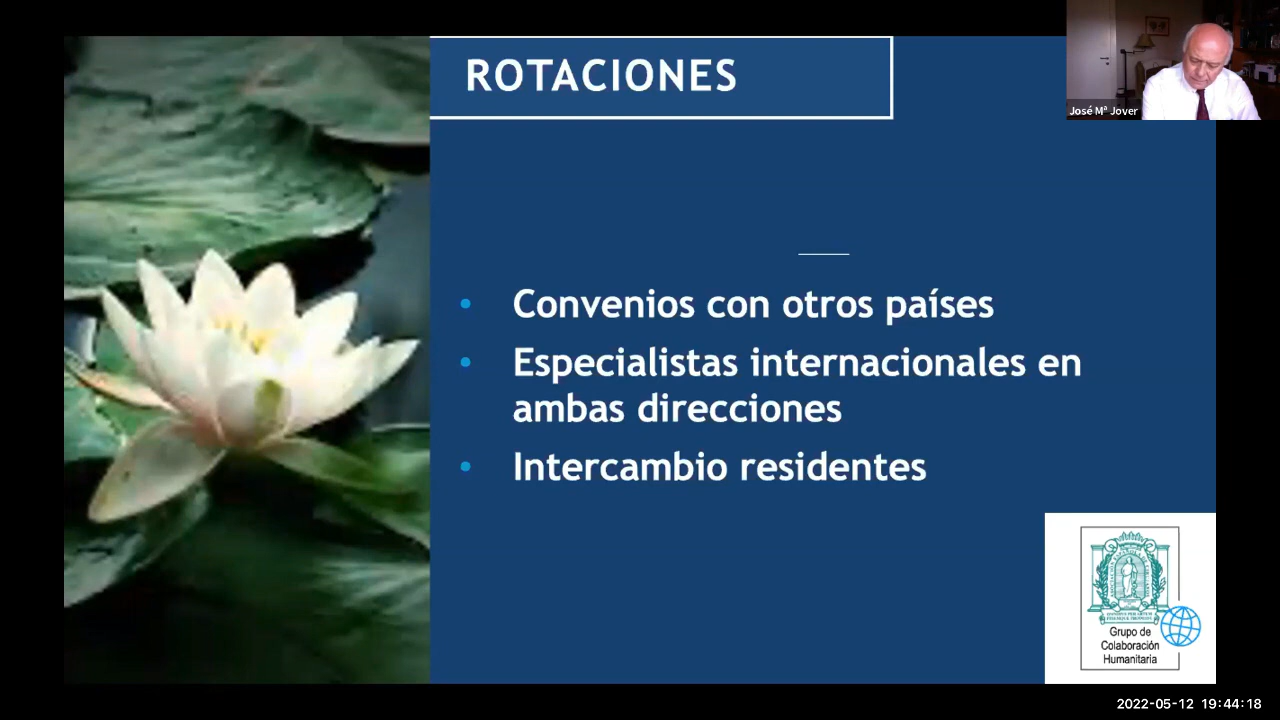 ROTACIONES
José Mª Jover
• Convenios con otros países
• Especialistas internacionales en
ambas direcciones
• Intercambio residentes
Grupo de
Colaboración
Humanitaria
2022-05-12 19:44:18